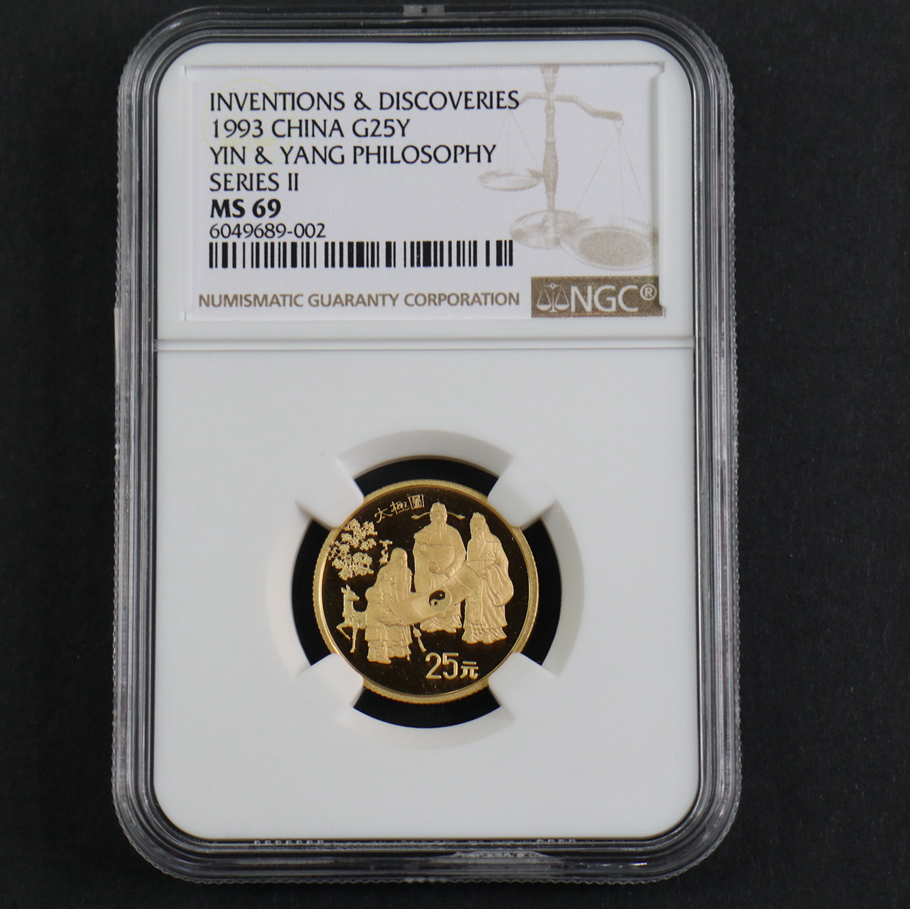 INVENTIONS & DISCOVERIES
1993 CHINA G25Y
YIN & YANG PHILOSOPHY
SERIES II
MS 69
6049689-002
NUMISMATIC GUARANTY CORPORATION
NGC®
太極圖
25元